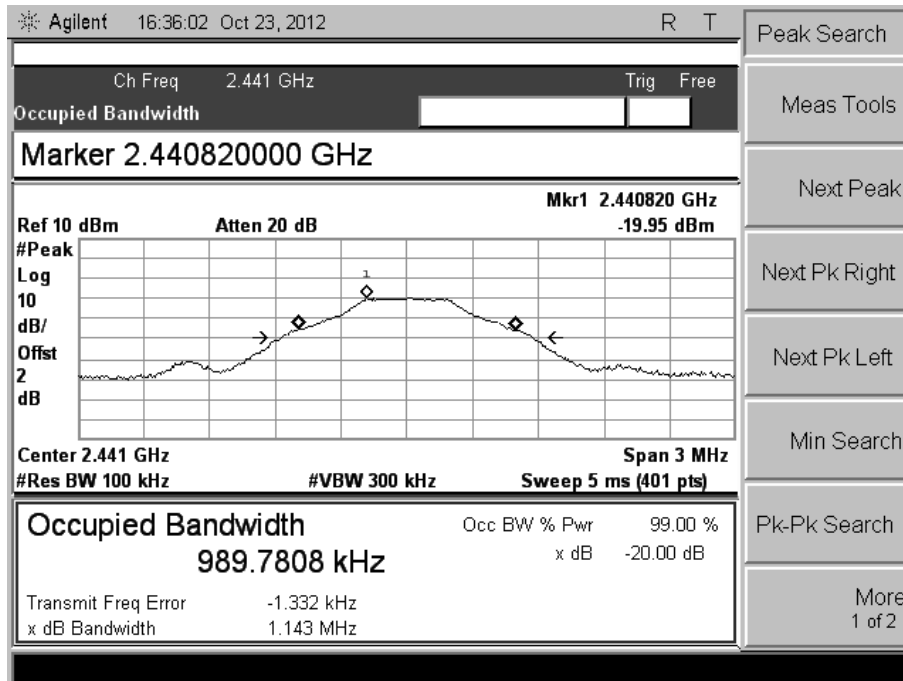 Agilent 16:36:02 Oct 23, 2012 R T
Ch Freq 2.441 GHz Trig Free
Occupied Bandwidth
Marker 2.440820000 GHz
Mkr1 2.440820 GHz
Ref 10 dBm Atten 20 dB -19.95 dBm
#Peak
Log
10
dB/
Offst
2
dB
1
Center 2.441 GHz Span 3 MHz
#Res BW 100 kHz #VBW 300 kHz Sweep 5 ms (401 pts)
Occupied Bandwidth
989.7808 kHz
Occ BW % Pwr 99.00 %
x dB -20.00 dB
Transmit Freq Error -1.332 kHz
x dB Bandwidth 1.143 MHz
Peak Search
Meas Tools
Next Peak
Next Pk Right
Next Pk Left
Min Search
Pk-Pk Search
More
1 of 2